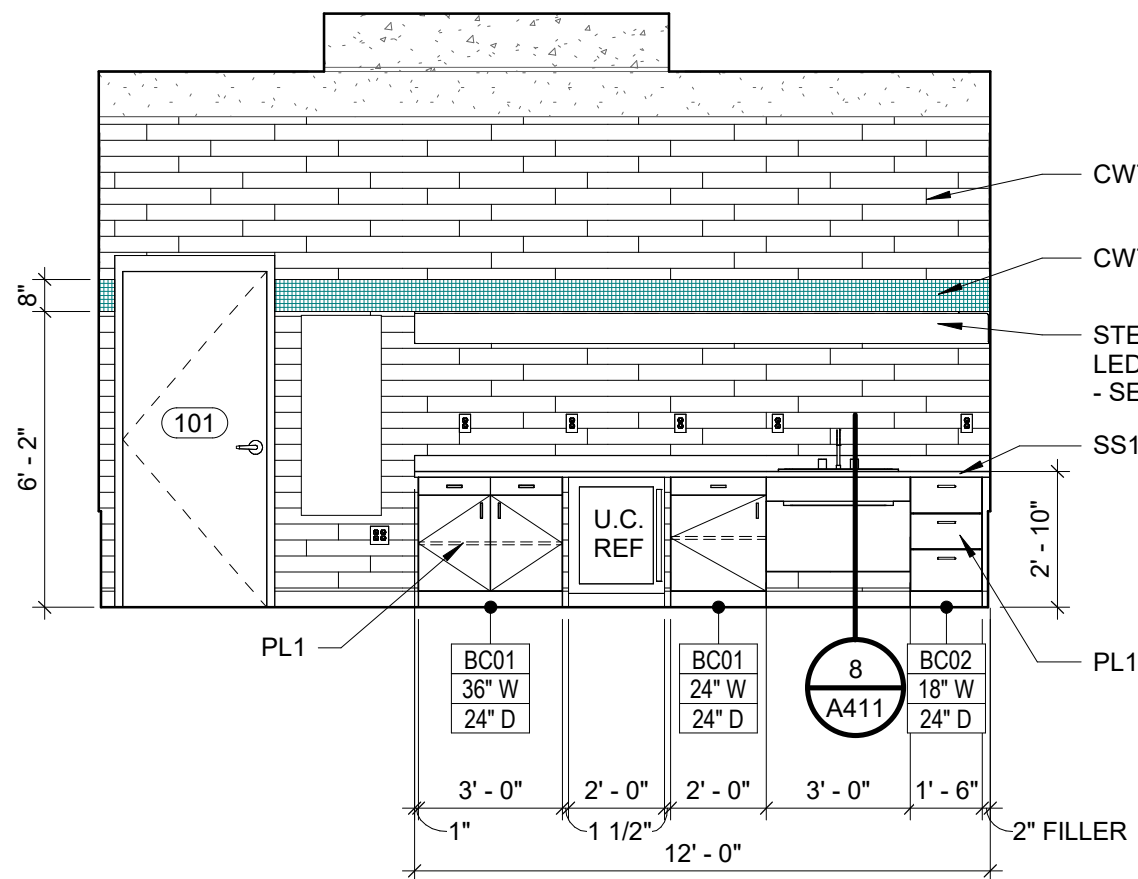 CWT
CWT
8"
STE
LED
- SE
101
6' - 2"
SS1
U.C.
REF
2' - 10"
PL1
BC01
36" W
24" D
BC01
24" W
24" D
8
A411
BC02
18" W
24" D
PL1
3' - 0"
2' - 0"
2' - 0"
3' - 0"
1' - 6"
1"
1 1/2"
2" FILLER
12' - 0"